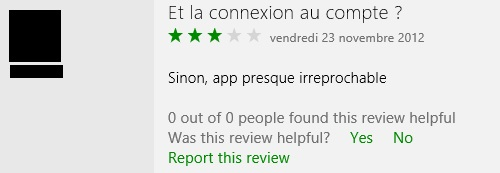 Et la connexion au compte ?
vendredi 23 novembre 2012
Sinon, app presque irreprochable
0 out of 0 people found this review helpful
Was this review helpful? Yes No
Report this review